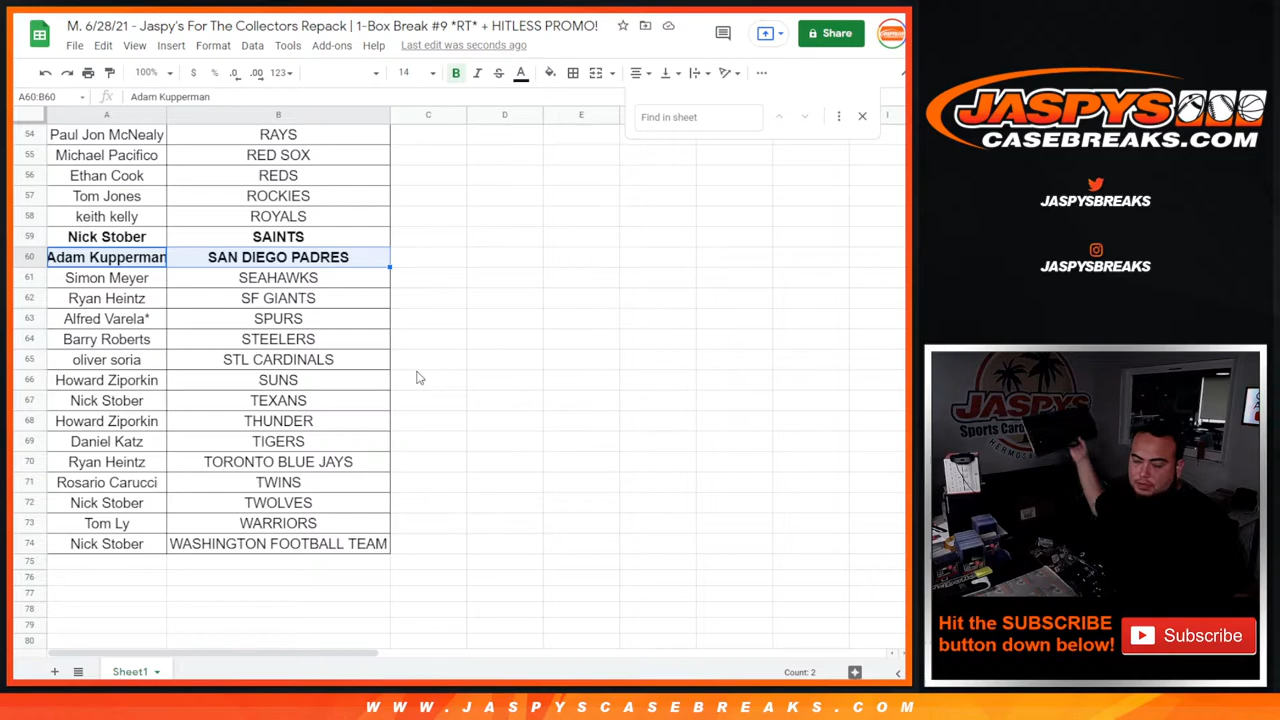 M. 6/28/21 - Jaspy's For The Collectors Repack | 1-Box Break #9 *RT* + HITLESS PROMO!
File Edit View Insert Format Data Tools Add-ons Help Last edit was seconds ago
Share
100% $ % .0 .00 123 14 B I S A
A60:B60 fx Adam Kupperman
Find in sheet
A B C D E I
54 Paul Jon McNealy RAYS
55 Michael Pacifico RED SOX
56 Ethan Cook REDS
57 Tom Jones ROCKIES
58 keith kelly ROYALS
59 Nick Stober SAINTS
60 Adam Kupperman SAN DIEGO PADRES
61 Simon Meyer SEAHAWKS
62 Ryan Heintz SF GIANTS
63 Alfred Varela* SPURS
64 Barry Roberts STEELERS
65 oliver soria STL CARDINALS
66 Howard Ziporkin SUNS
67 Nick Stober TEXANS
68 Howard Ziporkin THUNDER
69 Daniel Katz TIGERS
70 Ryan Heintz TORONTO BLUE JAYS
71 Rosario Carucci TWINS
72 Nick Stober TWOLVES
73 Tom Ly WARRIORS
74 Nick Stober WASHINGTON FOOTBALL TEAM
75
76
77
78
79
80
Sheet1
Count: 2
JASPYS
CASEBREAKS.COM
JASPYSBREAKS
JASPYSBREAKS
JASPYS
Sports Card
HERMOSA
Hit the SUBSCRIBE
button down below!
Subscribe
WWW.JASPYSCASEBREAKS.COM